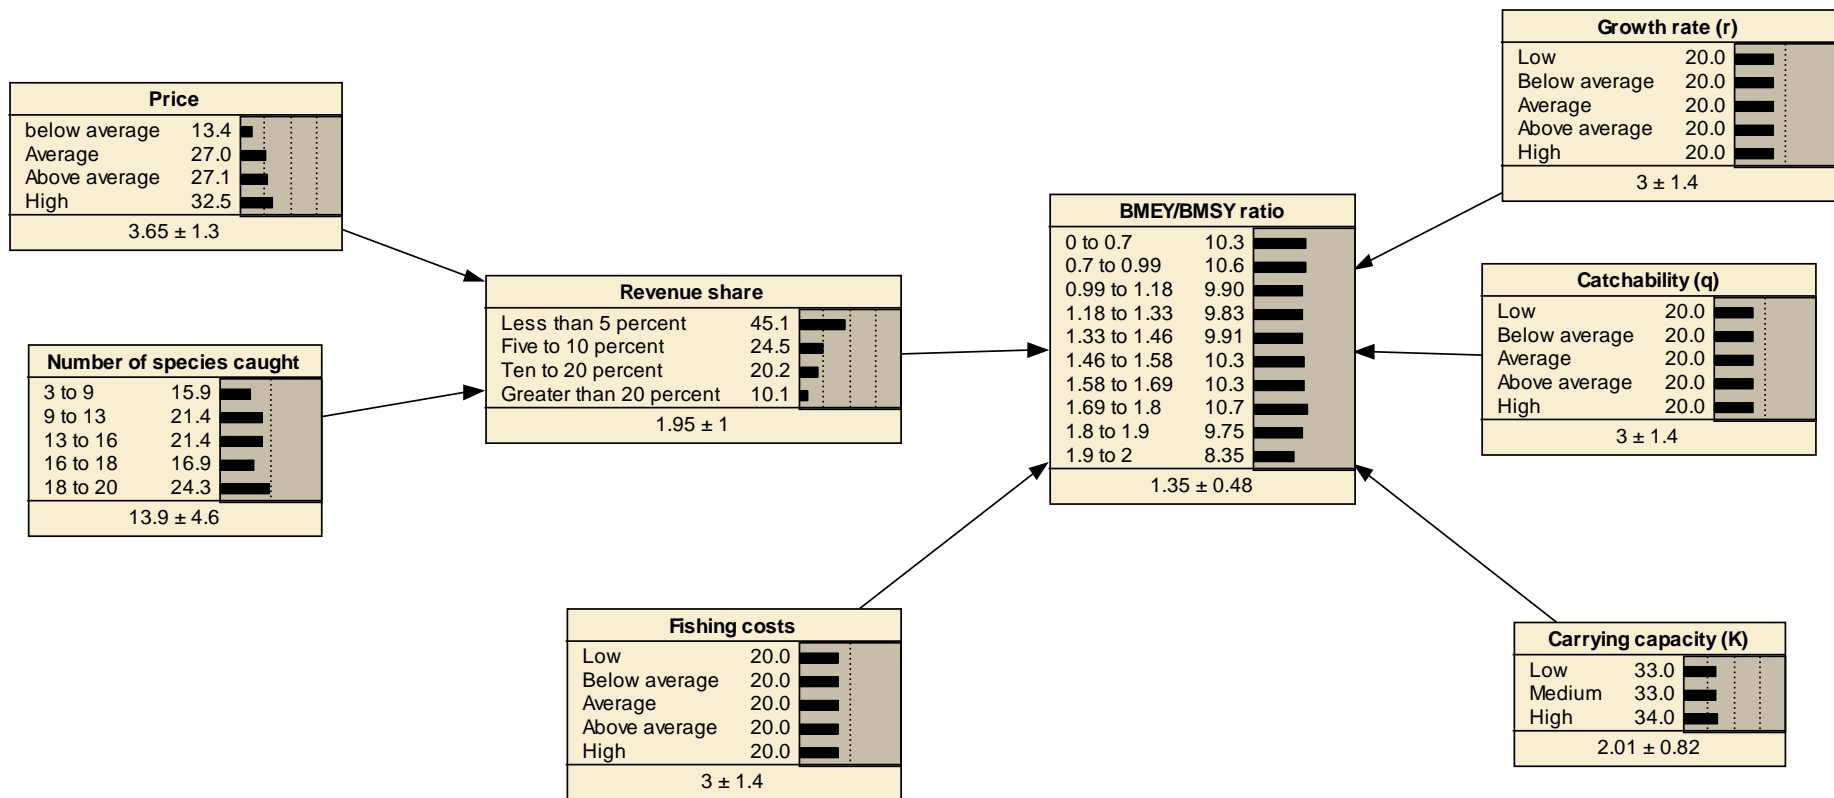 Growth rate (r)
Low 20.0
Below average 20.0
Average 20.0
Above average 20.0
High 20.0
3 ± 1.4
Price
below average 13.4
Average 27.0
Above average 27.1
High 32.5
3.65 ± 1.3
BMEY/BMSY ratio
0 to 0.7 10.3
0.7 to 0.99 10.6
0.99 to 1.18 9.90
1.18 to 1.33 9.83
1.33 to 1.46 9.91
1.46 to 1.58 10.3
1.58 to 1.69 10.3
1.69 to 1.8 10.7
1.8 to 1.9 9.75
1.9 to 2 8.35
1.35 ± 0.48
Catchability (q)
Low 20.0
Below average 20.0
Average 20.0
Above average 20.0
High 20.0
3 ± 1.4
Revenue share
Less than 5 percent 45.1
Five to 10 percent 24.5
Ten to 20 percent 20.2
Greater than 20 percent 10.1
1.95 ± 1
Number of species caught
3 to 9 15.9
9 to 13 21.4
13 to 16 21.4
16 to 18 16.9
18 to 20 24.3
13.9 ± 4.6
Fishing costs
Low 20.0
Below average 20.0
Average 20.0
Above average 20.0
High 20.0
3 ± 1.4
Carrying capacity (K)
Low 33.0
Medium 33.0
High 34.0
2.01 ± 0.82